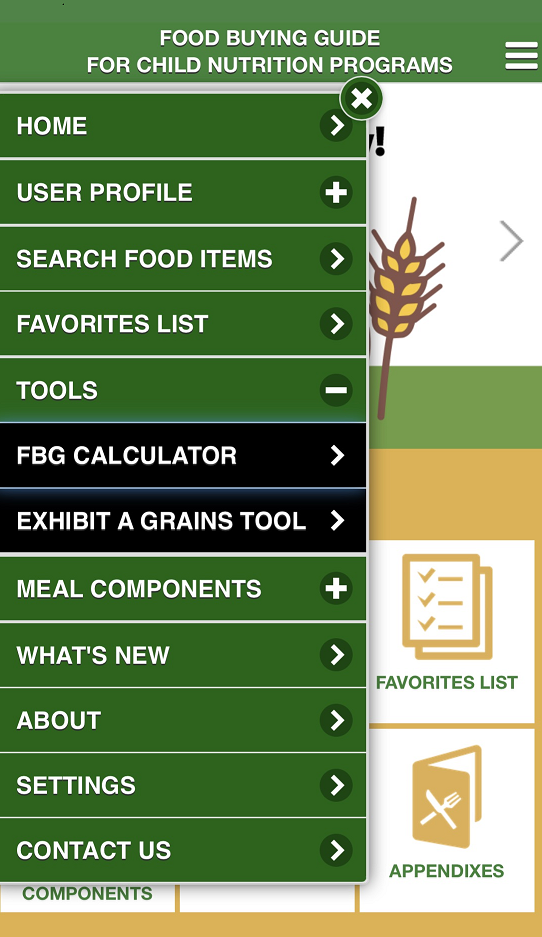 FOOD BUYING GUIDE
FOR CHILD NUTRITION PROGRAMS
HOME
USER PROFILE
SEARCH FOOD ITEMS
FAVORITES LIST
TOOLS
FBG CALCULATOR
EXHIBIT A GRAINS TOOL
MEAL COMPONENTS
WHAT'S NEW
ABOUT
SETTINGS
CONTACT US
FAVORITES LIST
APPENDIXES
COMPONENTS